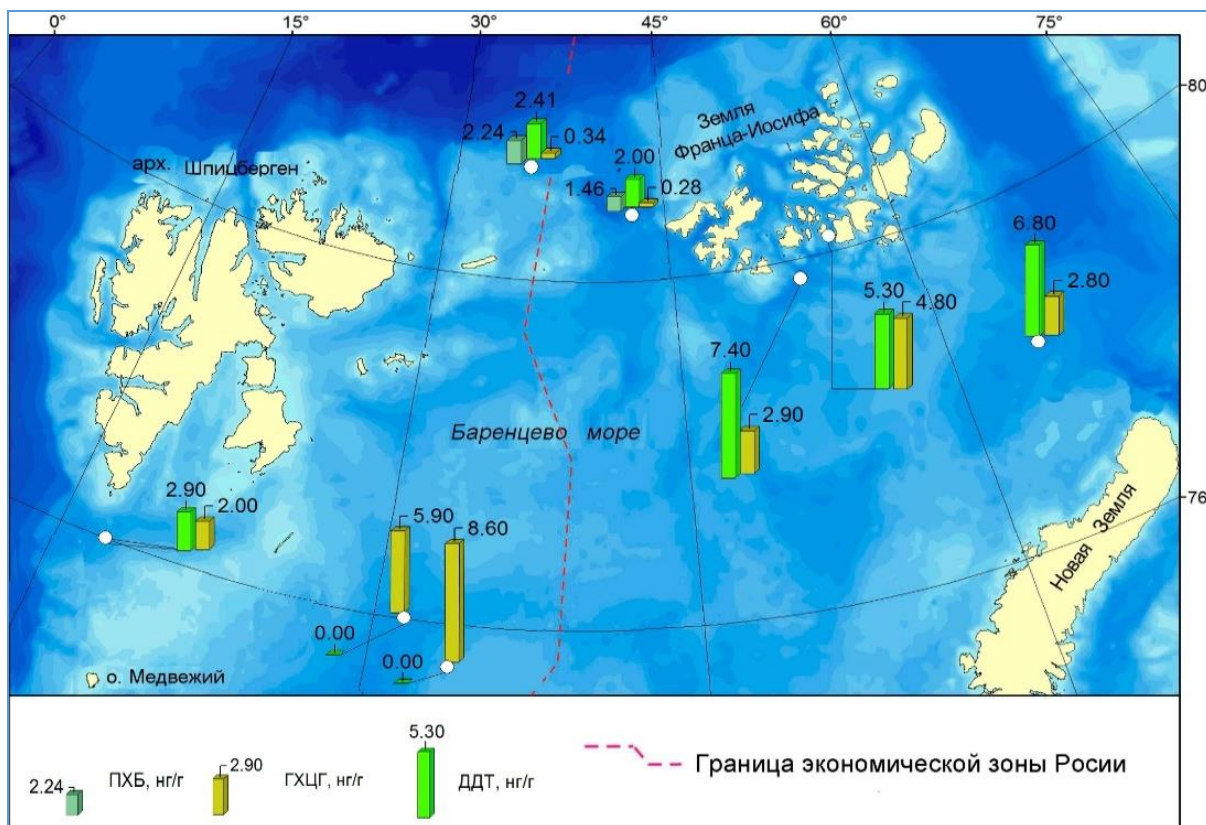 0° 15° 30° 45° 60° 75°
80
2.41
2.24 0.34
Земля
Франца-Иосифа
2.00
1.46 0.28
арх. Шпицберген
6.80
2.80
5.30 4.80
7.40
2.90
Баренцево море
76
Новая Земля
2.90 2.00
5.90 8.60
0.00
0.00
о. Медвежий
2.24 ПХБ, нг/г
2.90 ГХЦГ, нг/г
5.30 ДДТ, нг/г
Граница экономической зоны Росии